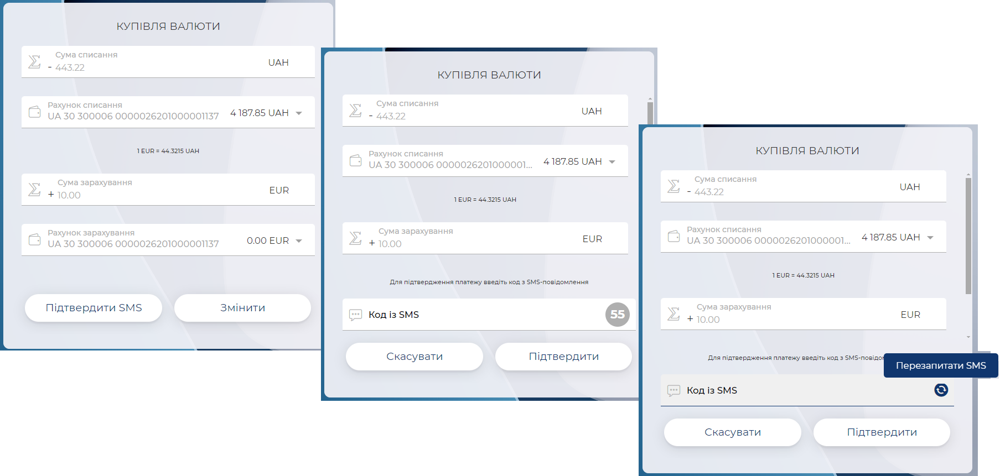 КУПІВЛЯ ВАЛЮТИ
Сума списання
- 443.22 UAH
Рахунок списання
UA 30 300006 0000026201000001137 4 187.85 UAH
1 EUR = 44.3215 UAH
Сума зарахування
+ 10.00 EUR
Рахунок зарахування
UA 30 300006 0000026201000001137 0.00 EUR
Підтвердити SMS Змінити
КУПІВЛЯ ВАЛЮТИ
Сума списання
- 443.22 UAH
Рахунок списання
UA 30 300006 0000026201000001... 4 187.85 UAH
1 EUR = 44.3215 UAH
Сума зарахування
+ 10.00 EUR
Для підтвердження платежу введіть код з SMS-повідомлення
Код із SMS 55
Скасувати Підтвердити
КУПІВЛЯ ВАЛЮТИ
Сума списання
- 443.22 UAH
Рахунок списання
UA 30 300006 0000026201000001... 4 187.85 UAH
1 EUR = 44.3215 UAH
Сума зарахування
+ 10.00 EUR
Для підтвердження платежу введіть код з SMS-повідом
Перезапитати SMS
Код із SMS
Скасувати Підтвердити